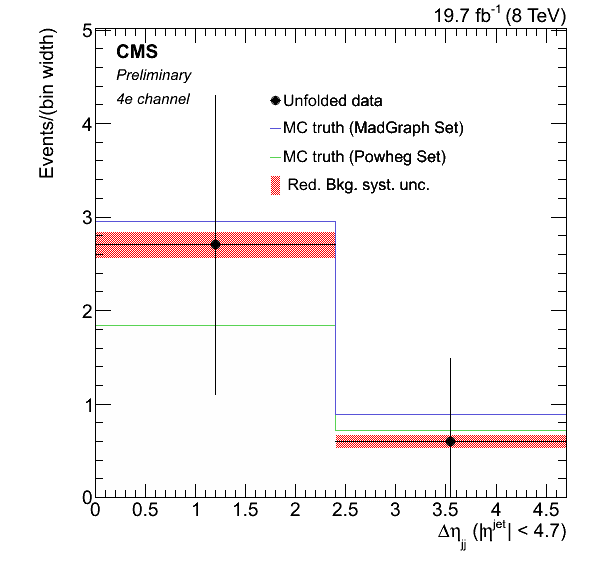 19.7 fb-1 (8 TeV)
CMS
Preliminary
4e channel
Unfolded data
MC truth (MadGraph Set)
MC truth (Powheg Set)
Red. Bkg. syst. unc.
Events/(bin width)
5
4
3
2
1
0
0 0.5 1 1.5 2 2.5 3 3.5 4 4.5
Δηjj (|ηjet| < 4.7)